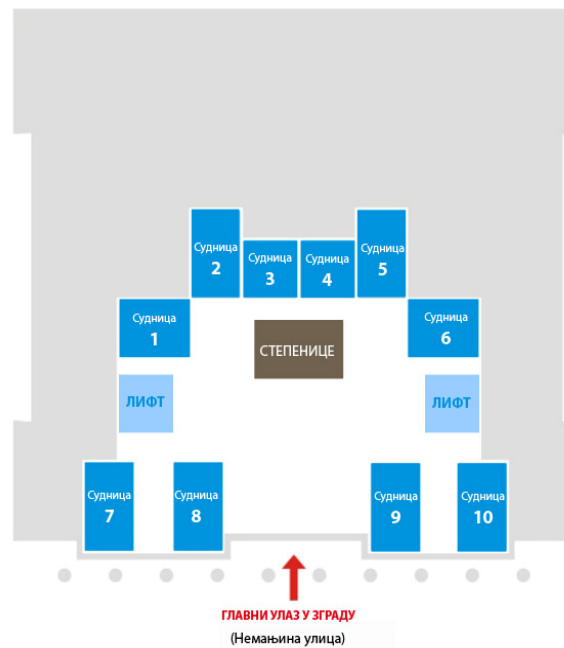 Судница
2
Судница
3
Судница
4
Судница
5
Судница
1
СТЕПЕНИЦЕ
Судница
6
ЛИФТ
ЛИФТ
Судница
7
Судница
8
Судница
9
Судница
10
ГЛАВНИ УЛАЗ У ЗГРАДУ
(Немањина улица)